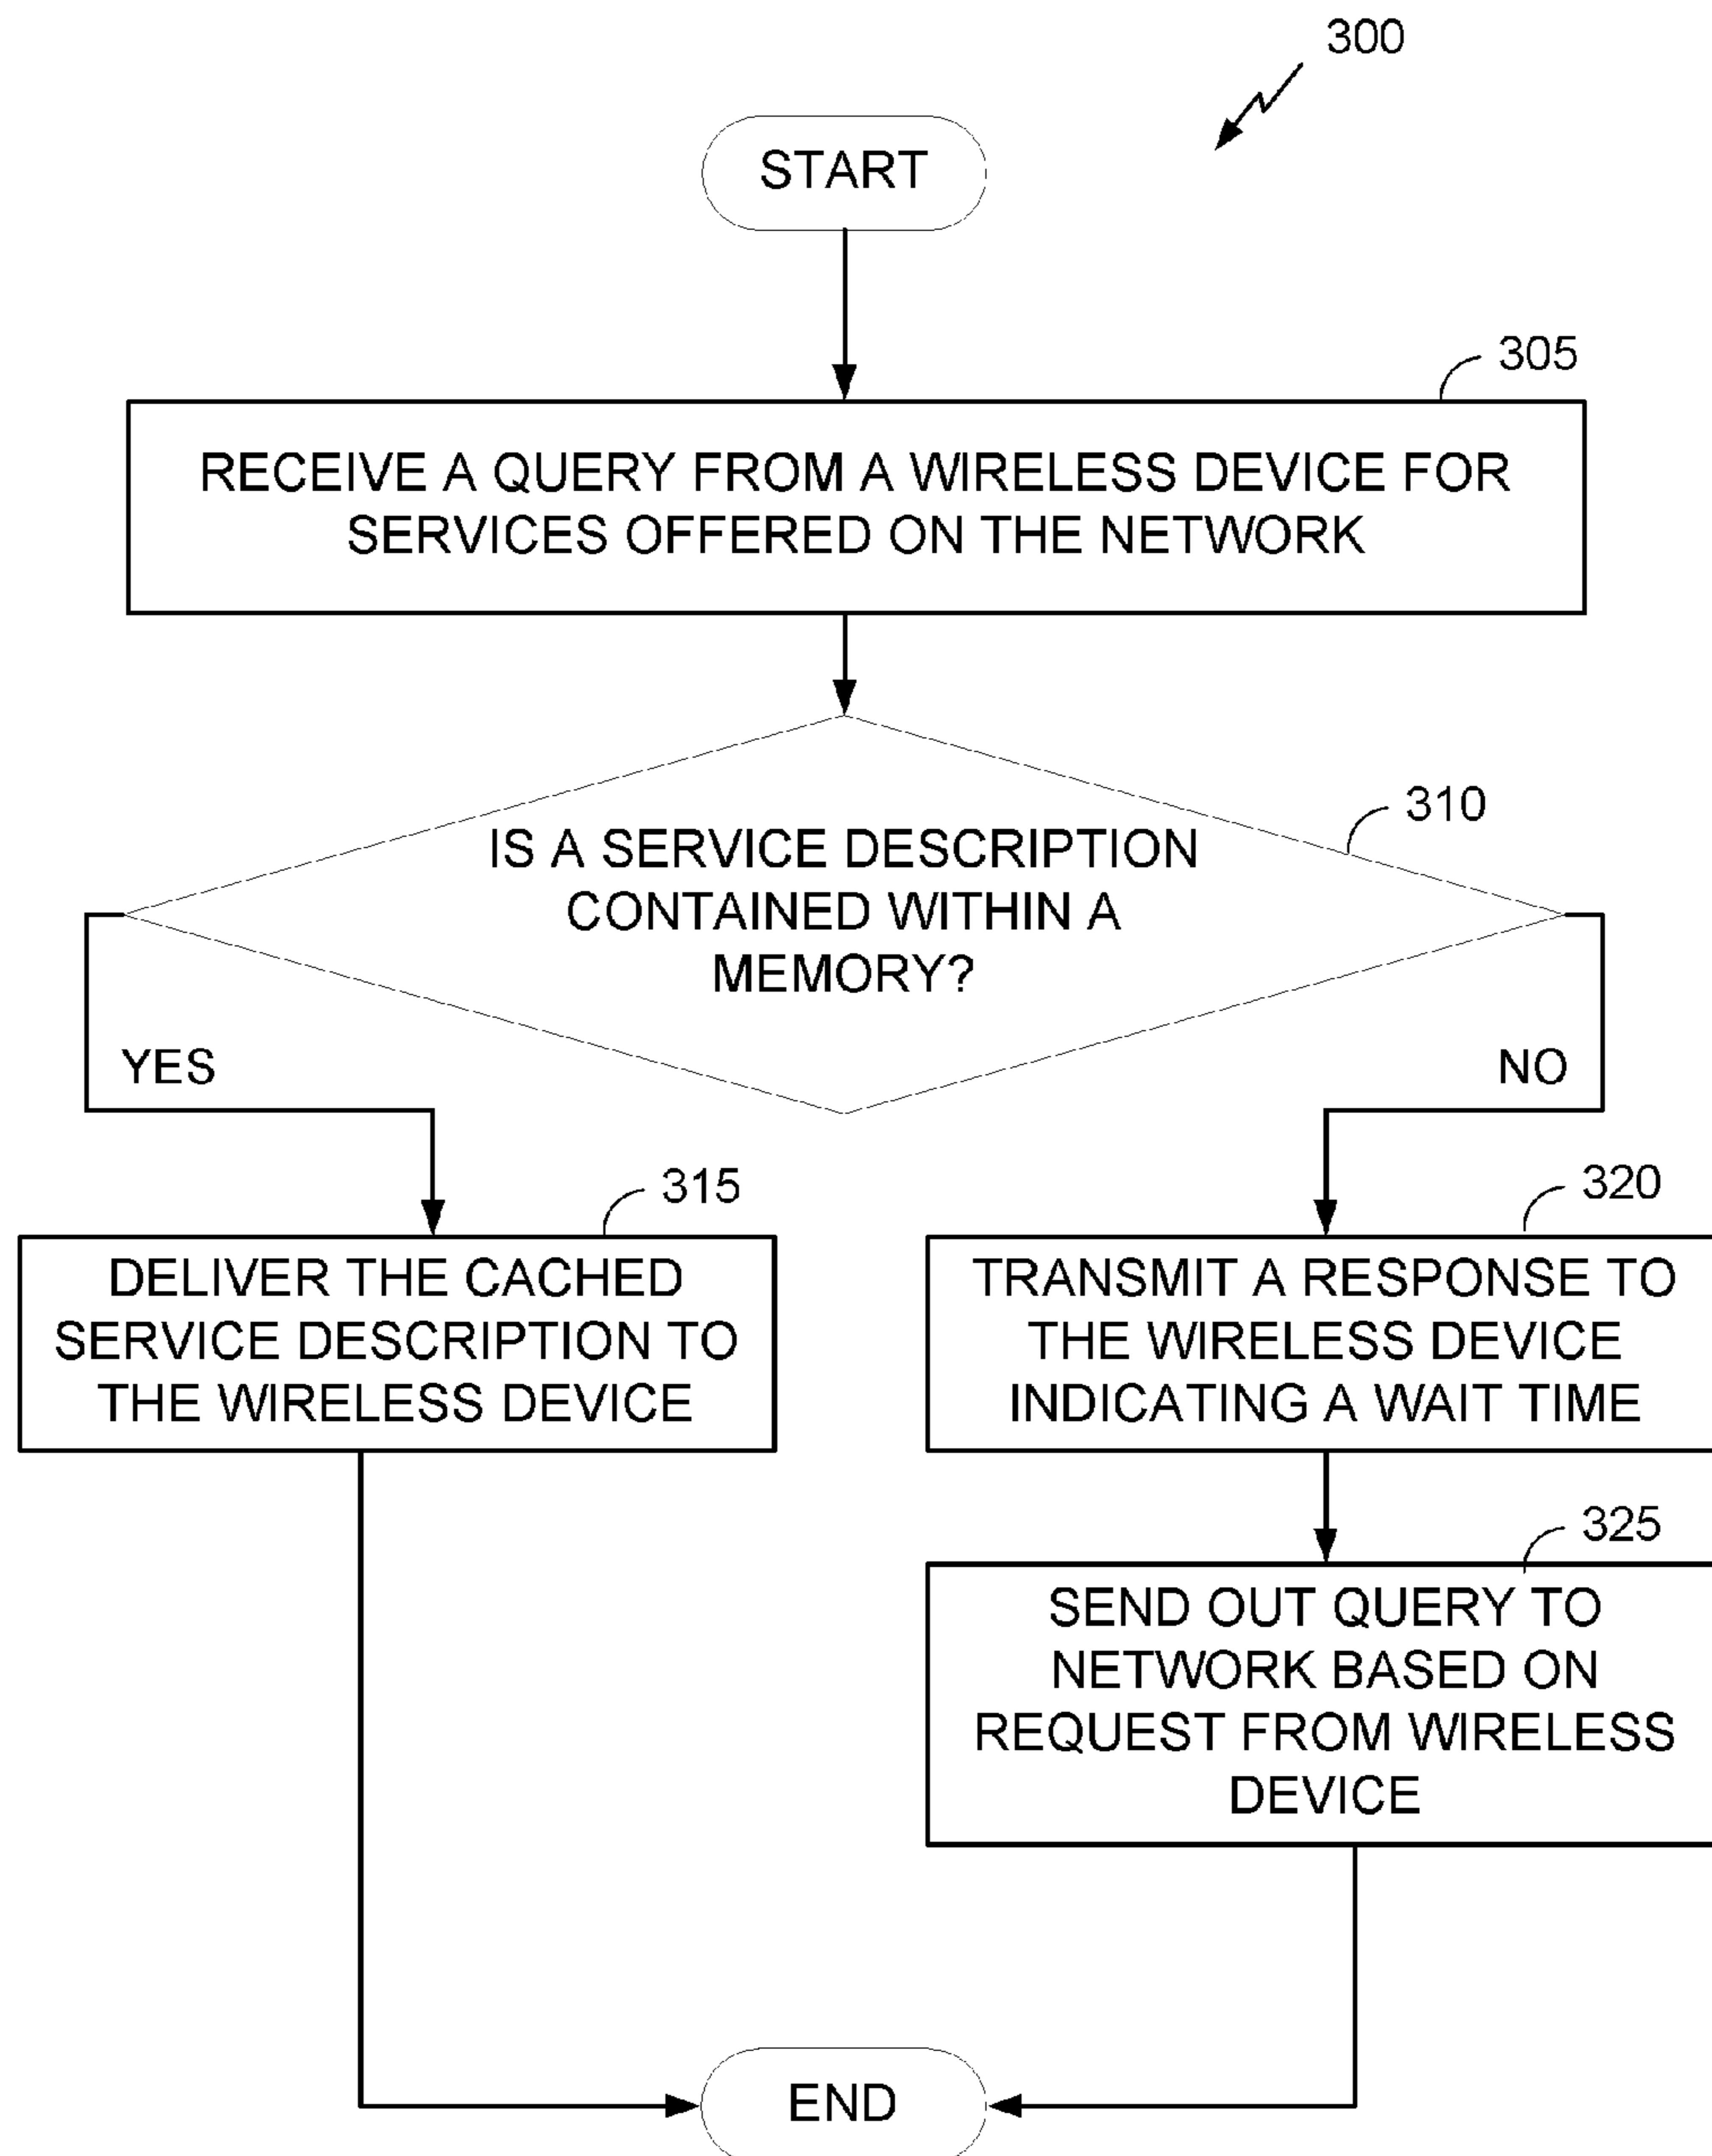 300
START
305
RECEIVE A QUERY FROM A WIRELESS DEVICE FOR
SERVICES OFFERED ON THE NETWORK
310
IS A SERVICE DESCRIPTION
CONTAINED WITHIN A
MEMORY?
YES
NO
315
DELIVER THE CACHED
SERVICE DESCRIPTION TO
THE WIRELESS DEVICE
320
TRANSMIT A RESPONSE TO
THE WIRELESS DEVICE
INDICATING A WAIT TIME
325
SEND OUT QUERY TO
NETWORK BASED ON
REQUEST FROM WIRELESS
DEVICE
END